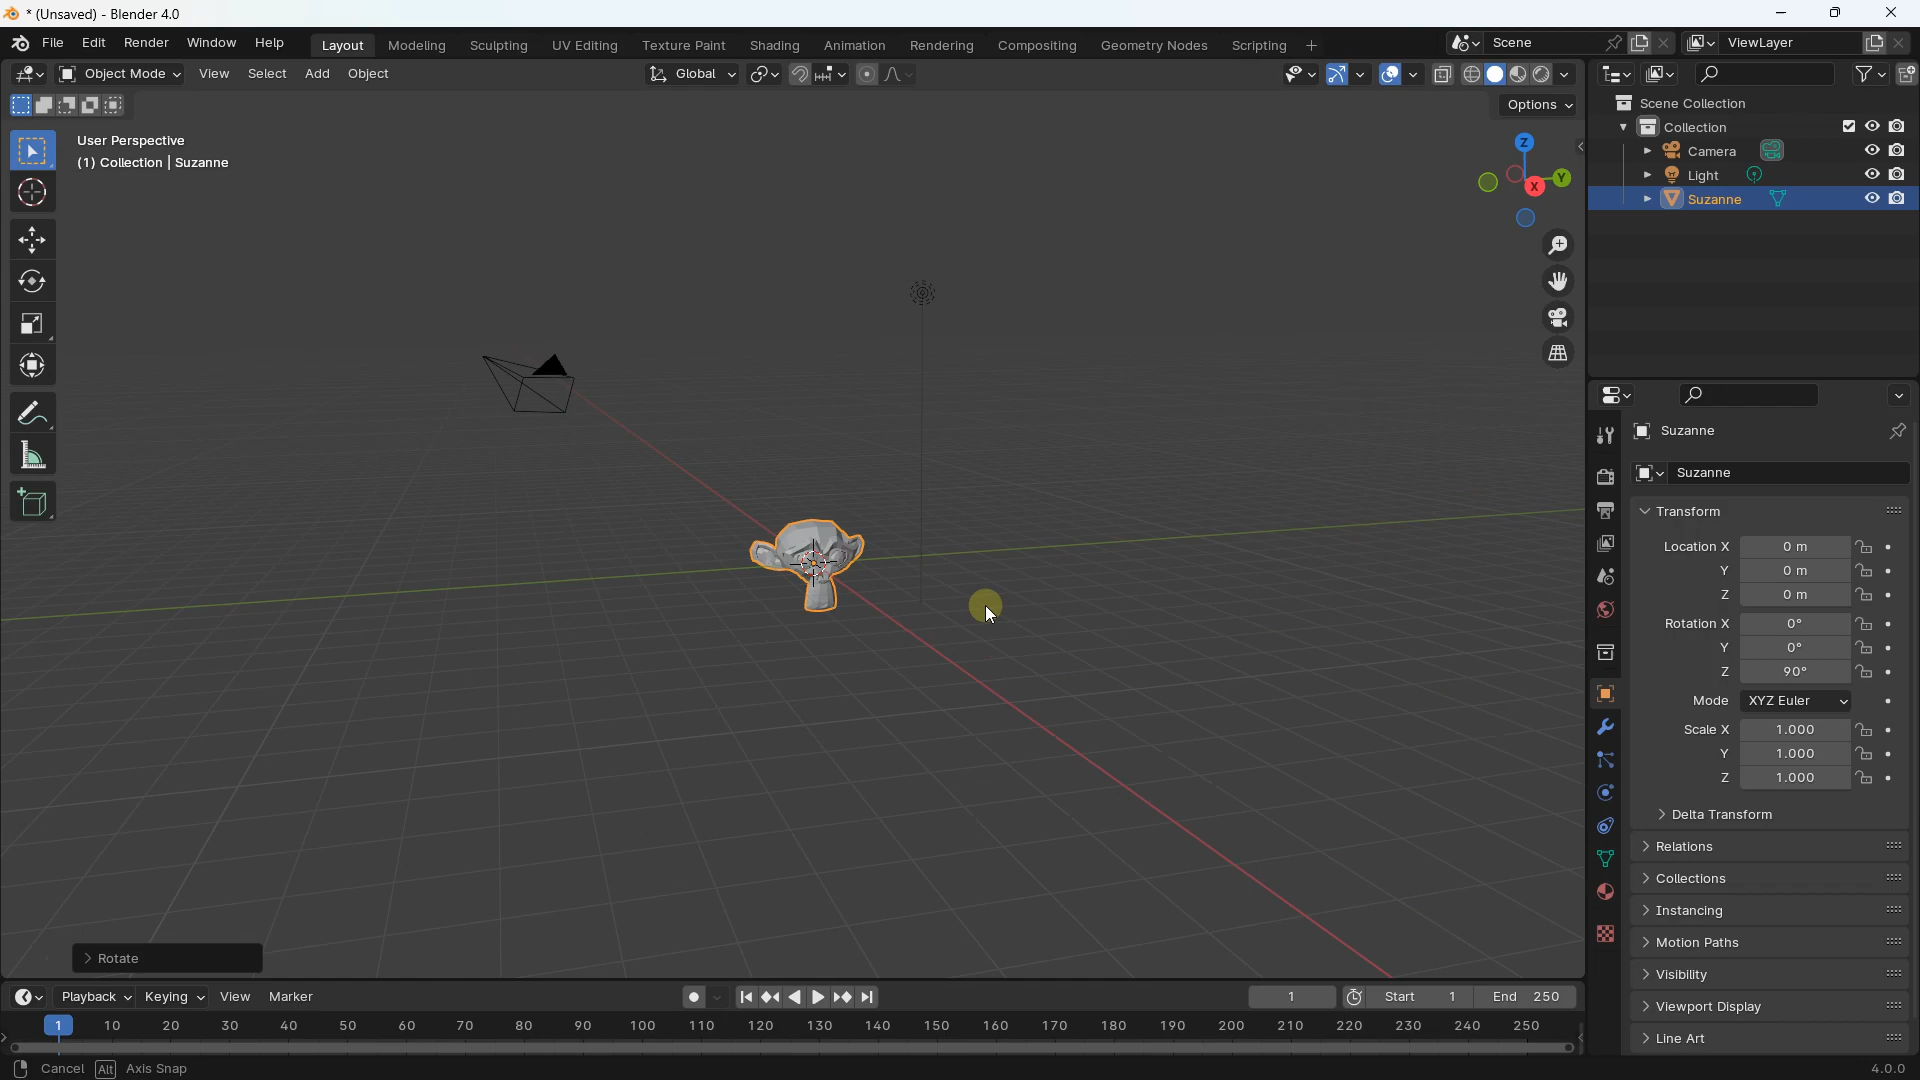 * (Unsaved) - Blender 4.0
File Edit Render Window Help Layout Modeling Sculpting UV Editing Texture Paint Shading Animation Rendering Compositing Geometry Nodes Scripting + Scene ViewLayer
Object Mode View Select Add Object Global
Options
User Perspective
(1) Collection | Suzanne
Z
Y
X
Scene Collection
Collection
Camera
Light
Suzanne
Suzanne
Suzanne
Transform
Location X 0 m
Y 0 m
Z 0 m
Rotation X 0°
Y 0°
Z 90°
Mode XYZ Euler
Scale X 1.000
Y 1.000
Z 1.000
Delta Transform
Relations
Collections
Instancing
Motion Paths
Visibility
Viewport Display
Line Art
Rotate
Playback Keying View Marker 1 Start 1 End 250
1 10 20 30 40 50 60 70 80 90 100 110 120 130 140 150 160 170 180 190 200 210 220 230 240 250
Cancel Alt Axis Snap 4.0.0